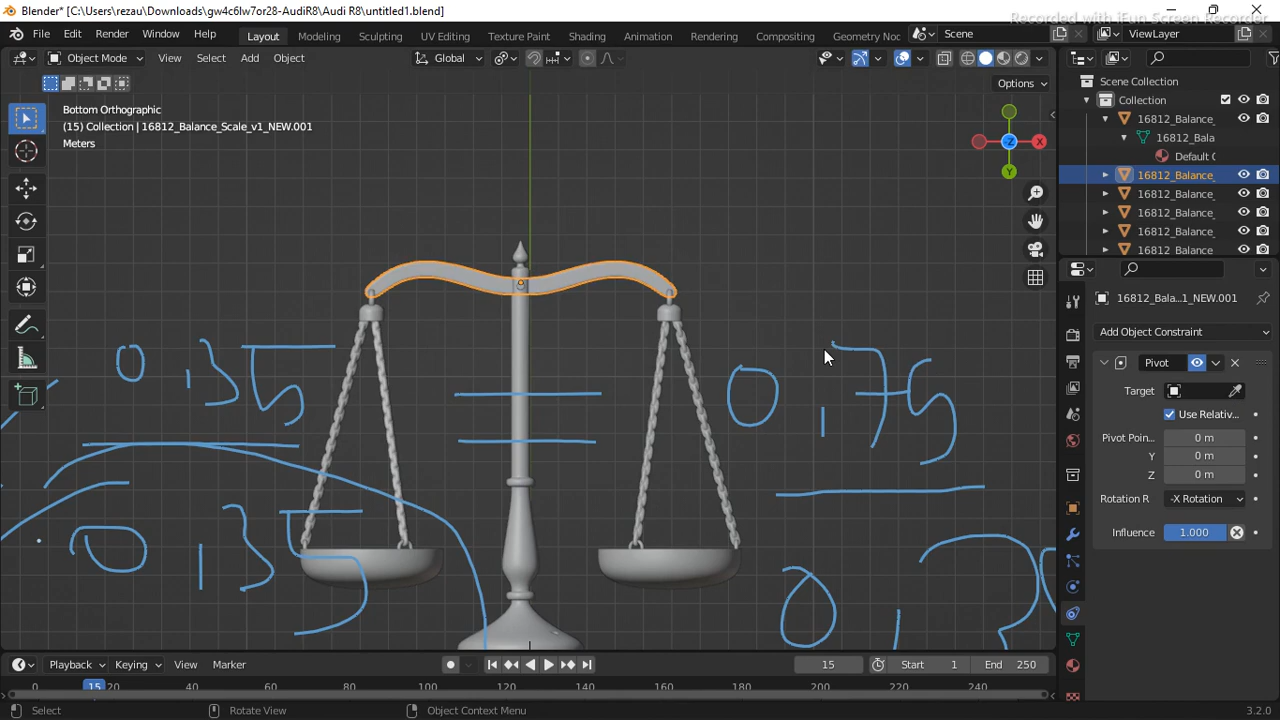 Blender* [C:\Users\rezau\Downloads\gw4c6lw7or28-AudiR8\Audi R8\untitled1.blend]
Recorded with iFun Screen Recorder
File Edit Render Window Help Layout Modeling Sculpting UV Editing Texture Paint Shading Animation Rendering Compositing Geometry Noc Scene ViewLayer
Object Mode View Select Add Object Global
Options
Bottom Orthographic
(15) Collection | 16812_Balance_Scale_v1_NEW.001
Meters
X
Z
Y
Scene Collection
Collection
16812_Balance_
16812_Bala
Default
16812_Balance_
16812_Balance_
16812_Balance_
16812_Balance_
16812_Balance_
16812_Bala...1_NEW.001
Add Object Constraint
Pivot
Target
Use Relativ...
Pivot Poin... 0 m
Y 0 m
Z 0 m
Rotation R -X Rotation
Influence 1.000
0,35 = 0,75
0,35
0,
Playback Keying View Marker 15 Start 1 End 250
0 15 20 40 60 80 100 120 140 160 180 200 220 240
Select Rotate View Object Context Menu 3.2.0